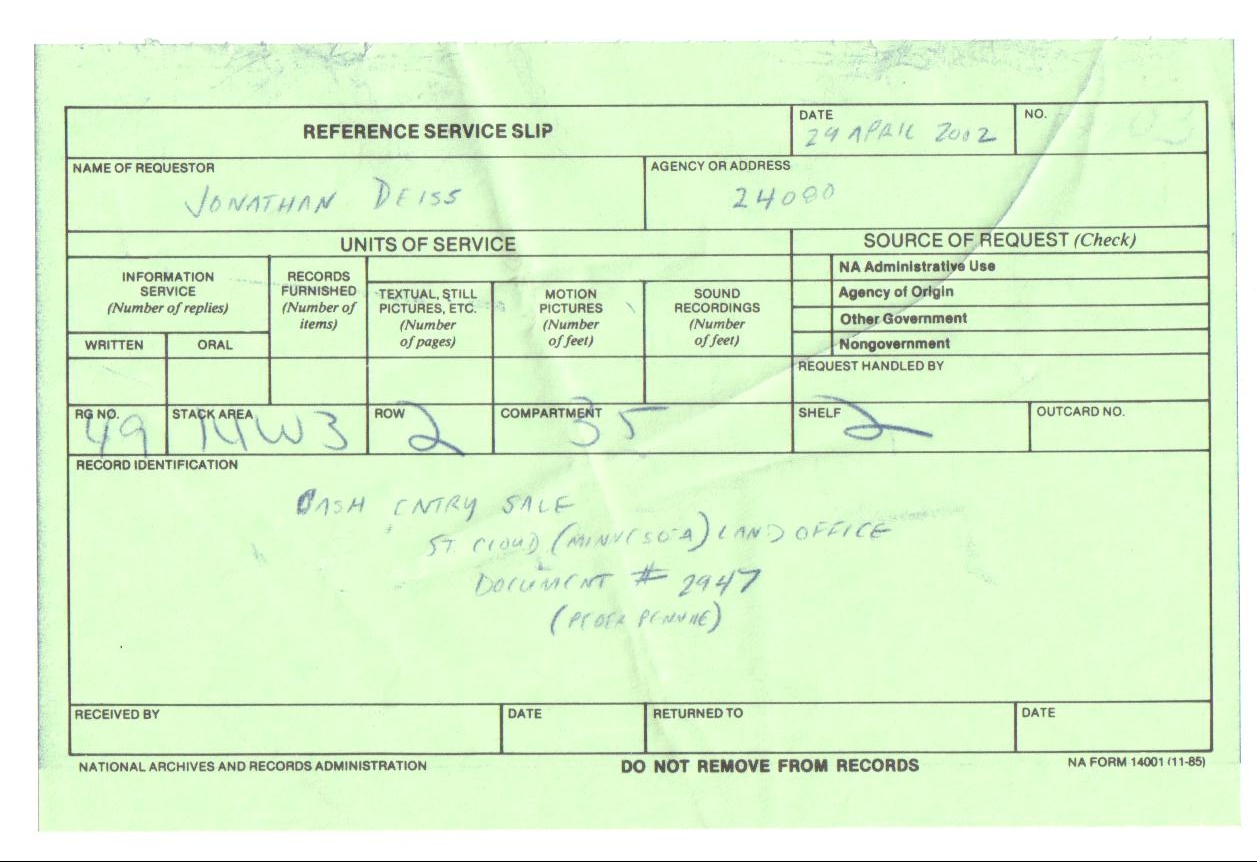 REFERENCE SERVICE SLIP
DATE
29 APRIL 2002
NO.
NAME OF REQUESTOR
JONATHAN DEISS
AGENCY OR ADDRESS
24080
UNITS OF SERVICE
SOURCE OF REQUEST (Check)
INFORMATION
SERVICE
(Number of replies)
WRITTEN
ORAL
RECORDS
FURNISHED
(Number of
items)
TEXTUAL, STILL
PICTURES, ETC.
(Number
of pages)
MOTION
PICTURES
(Number
of feet)
SOUND
RECORDINGS
(Number
of feet)
NA Administrative Use
Agency of Origin
Other Government
Nongovernment
REQUEST HANDLED BY
RG NO.
49
STACK AREA
14W3
ROW
2
COMPARTMENT
35
SHELF
2
OUTCARD NO.
RECORD IDENTIFICATION
CASH ENTRY SALE
ST CLOUD (MINNESOTA) LAND OFFICE
DOCUMENT # 2947
(PEDER
RECEIVED BY
DATE
RETURNED TO
DATE
NATIONAL ARCHIVES AND RECORDS ADMINISTRATION
DO NOT REMOVE FROM RECORDS
NA FORM 14001 (11-85)